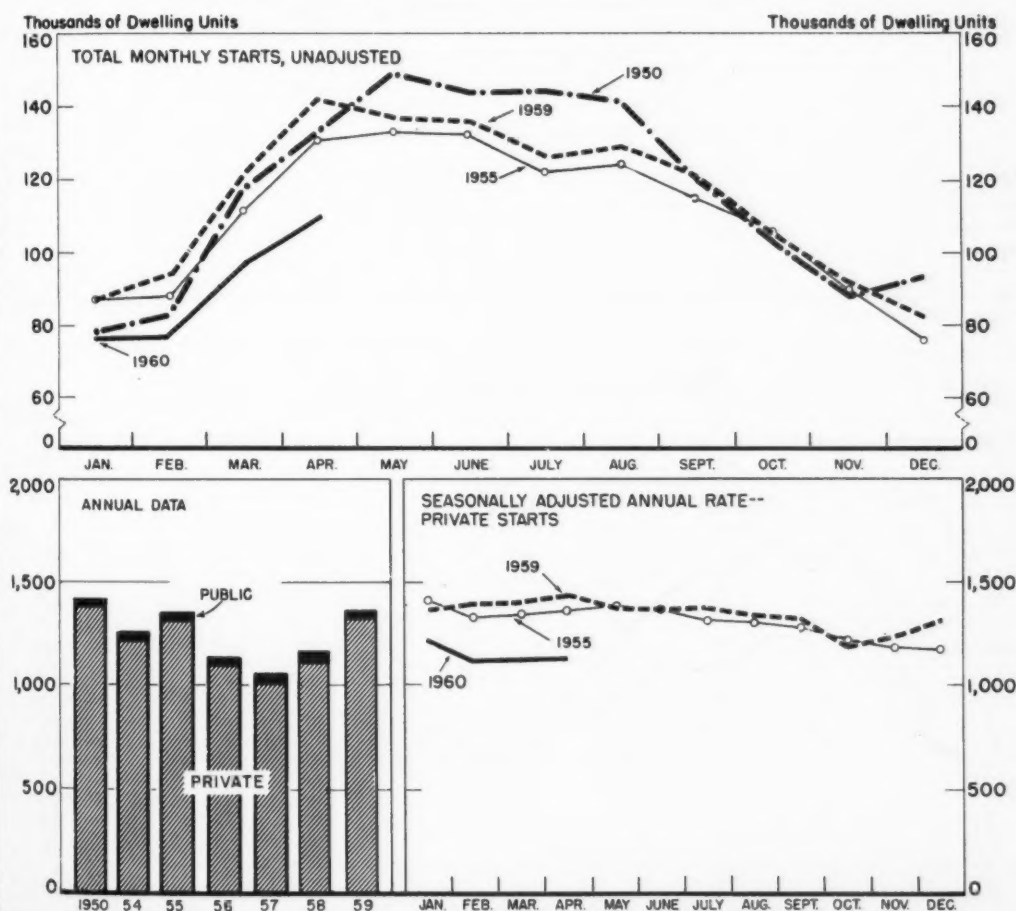 Thousands of Dwelling Units Thousands of Dwelling Units
160 160
TOTAL MONTHLY STARTS, UNADJUSTED
1950
140 140
1959
120 120
1955
100 100
80 80
1960
60 60
0 0
JAN. FEB. MAR. APR. MAY JUNE JULY AUG. SEPT. OCT. NOV. DEC.
2,000 2,000
ANNUAL DATA
SEASONALLY ADJUSTED ANNUAL RATE--
PRIVATE STARTS
1,500 1,500
PUBLIC
1959
1955
1960
1,000 1,000
PRIVATE
500 500
0 0
1950 54 55 56 57 58 59
JAN. FEB. MAR. APR. MAY JUNE JULY AUG. SEPT. OCT. NOV. DEC.